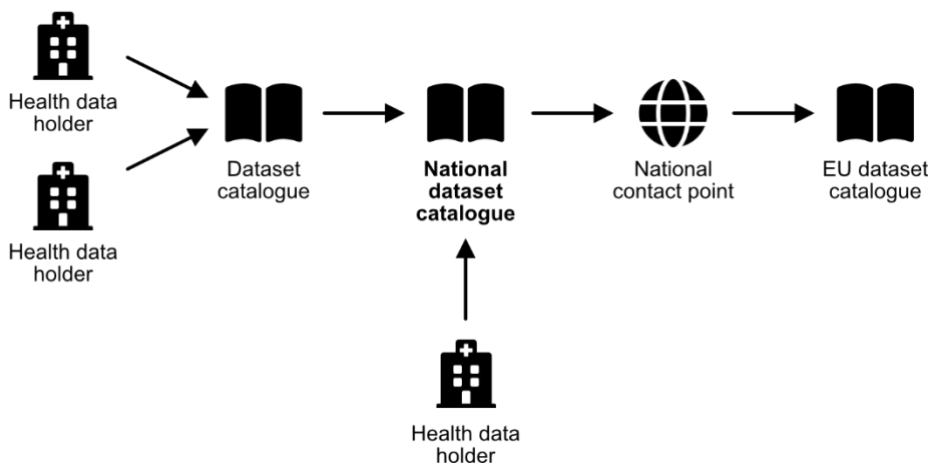 Health data
holder
Health data
holder
Dataset
catalogue
National
dataset
catalogue
National
contact point
EU dataset
catalogue
Health data
holder